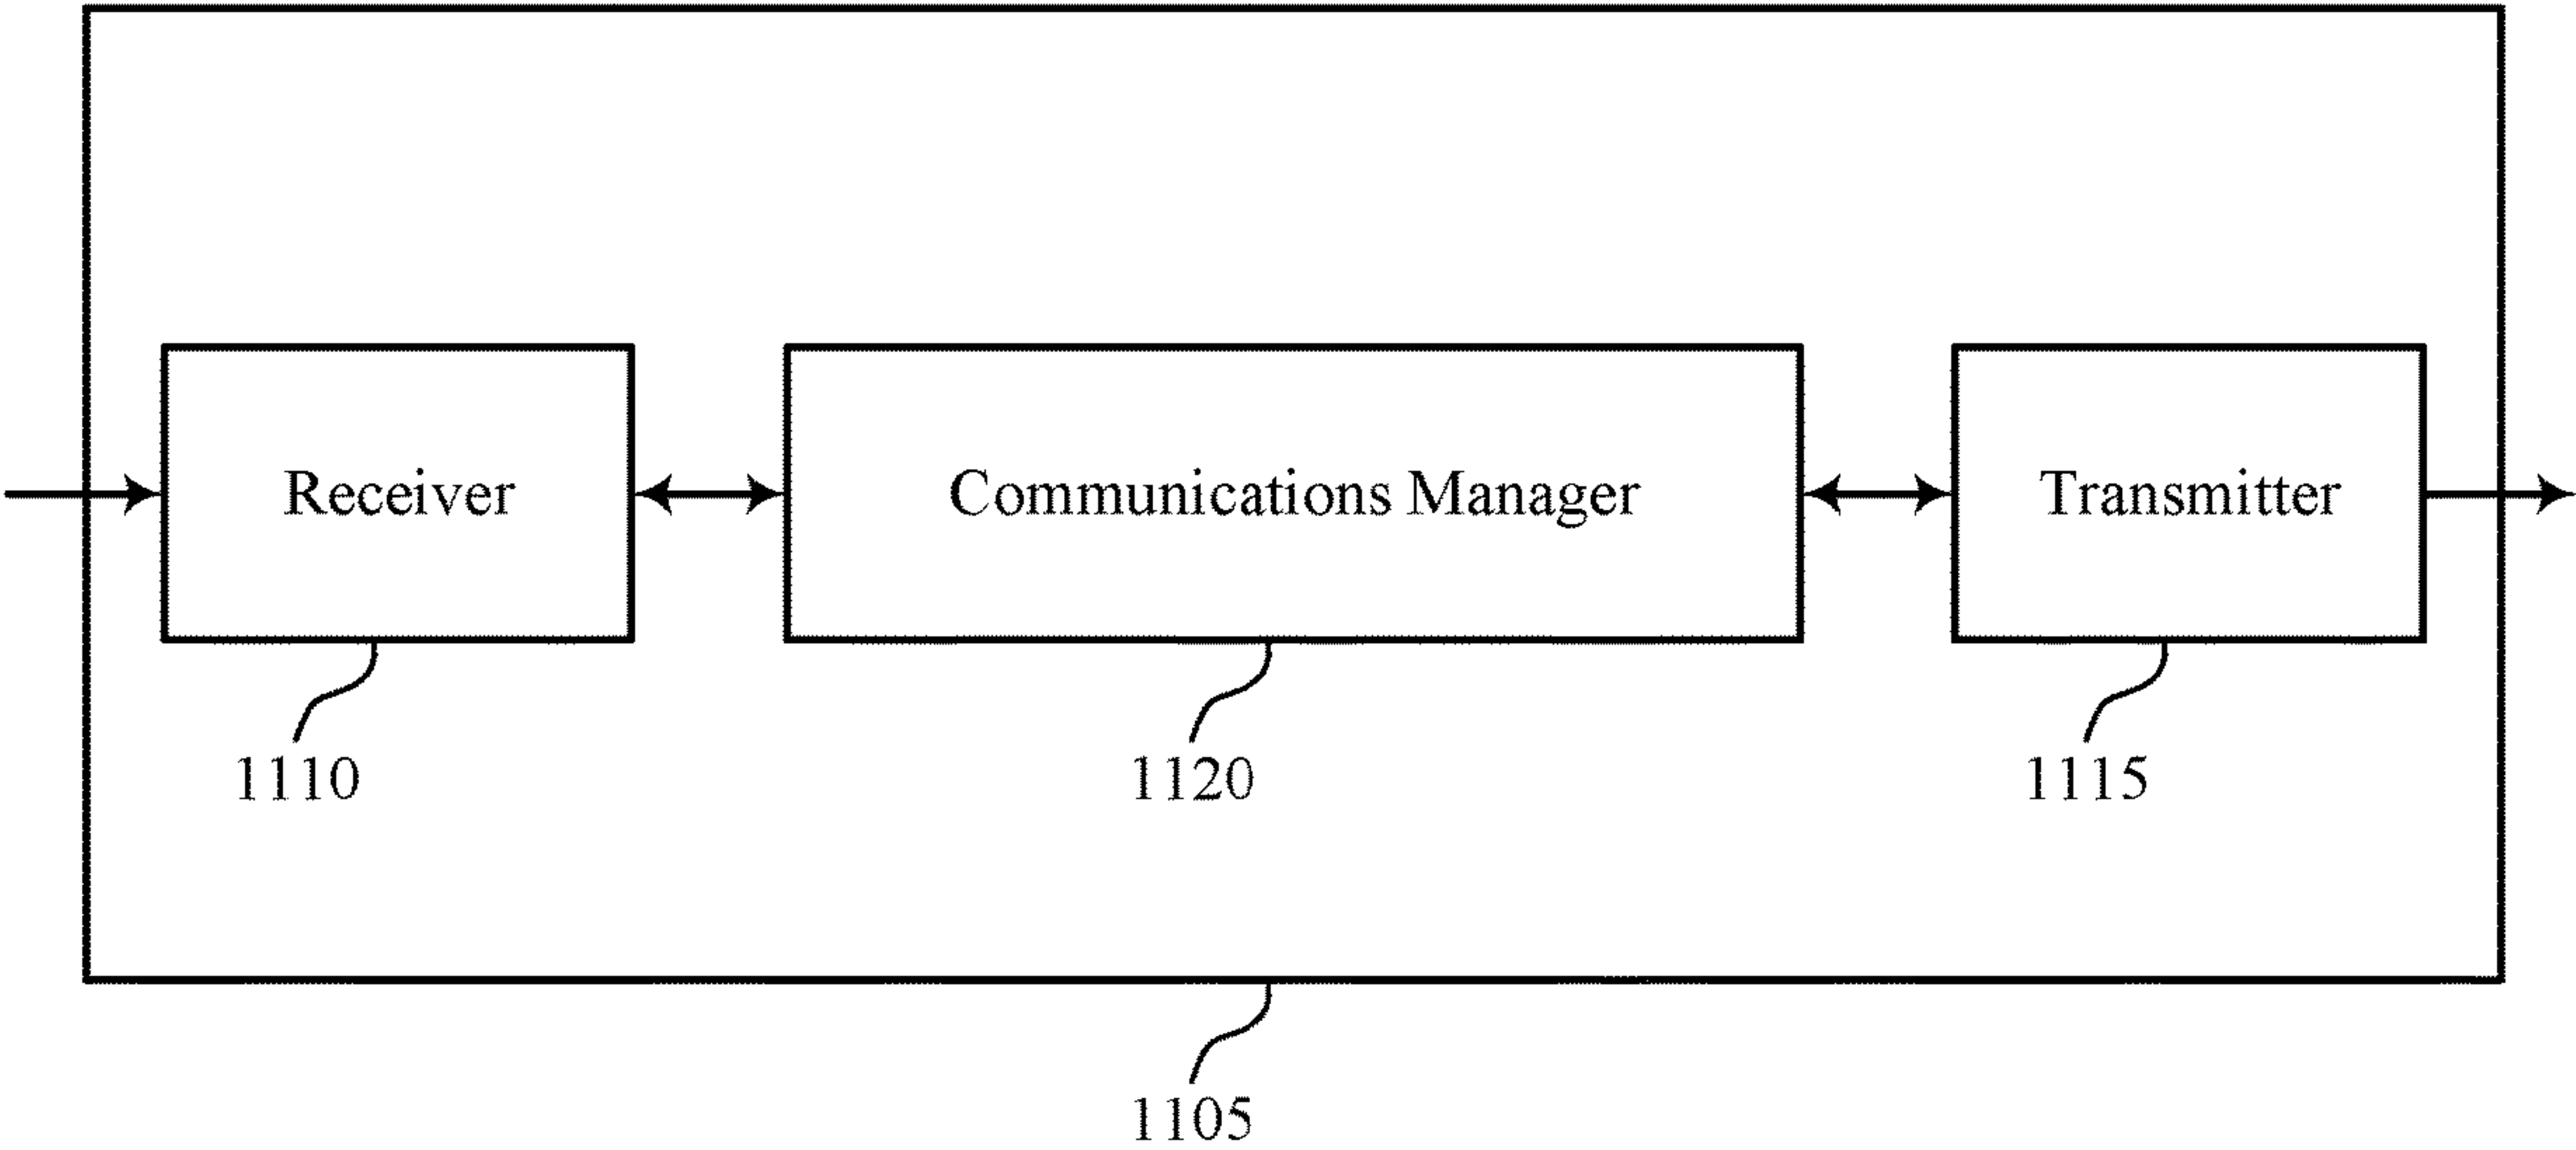 Receiver
Communications Manager
Transmitter
1110
1120
1115
1105